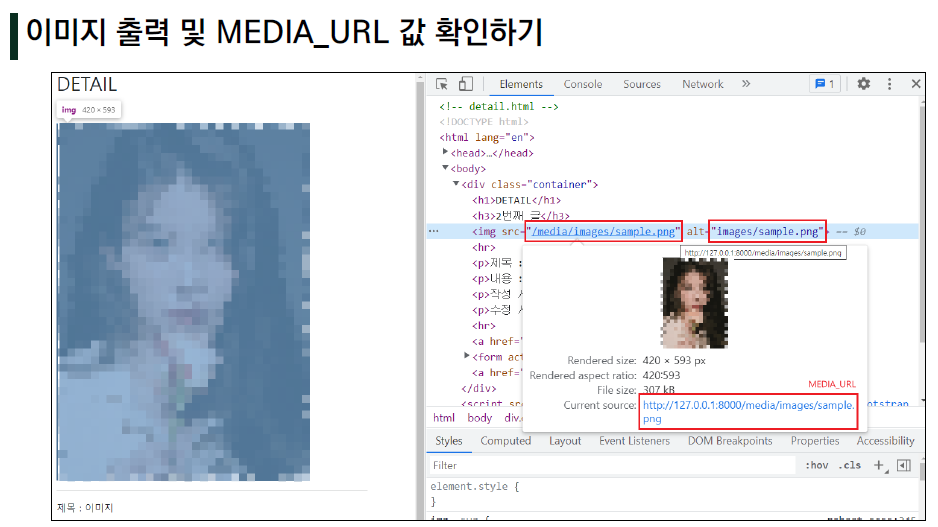 이미지 출력 및 MEDIA_URL 값 확인하기
DETAIL
img 420 × 593
제목 : 이미지
Elements Console Sources Network » 1
<!-- detail.html -->
<!DOCTYPE html>
<html lang="en">
<head>…</head>
<body>
<div class="container">
<h1>DETAIL</h1>
<h3>2번째 글</h3>
<img src="/media/images/sample.png" alt="images/sample.png" == $0
http://127.0.0.1:8000/media/images/sample.png
<hr>
<p>제목 :
<p>내용 :
<p>작성
<p>수정
<hr>
<a href="
<form act
<a href="
</div>
<script src
Rendered size: 420 × 593 px
Rendered aspect ratio: 420∶593
File size: 307 kB
MEDIA_URL
Current source: http://127.0.0.1:8000/media/images/sample.
png
html body div.
Styles Computed Layout Event Listeners DOM Breakpoints Properties Accessibility
Filter :hov .cls +
element.style {
}